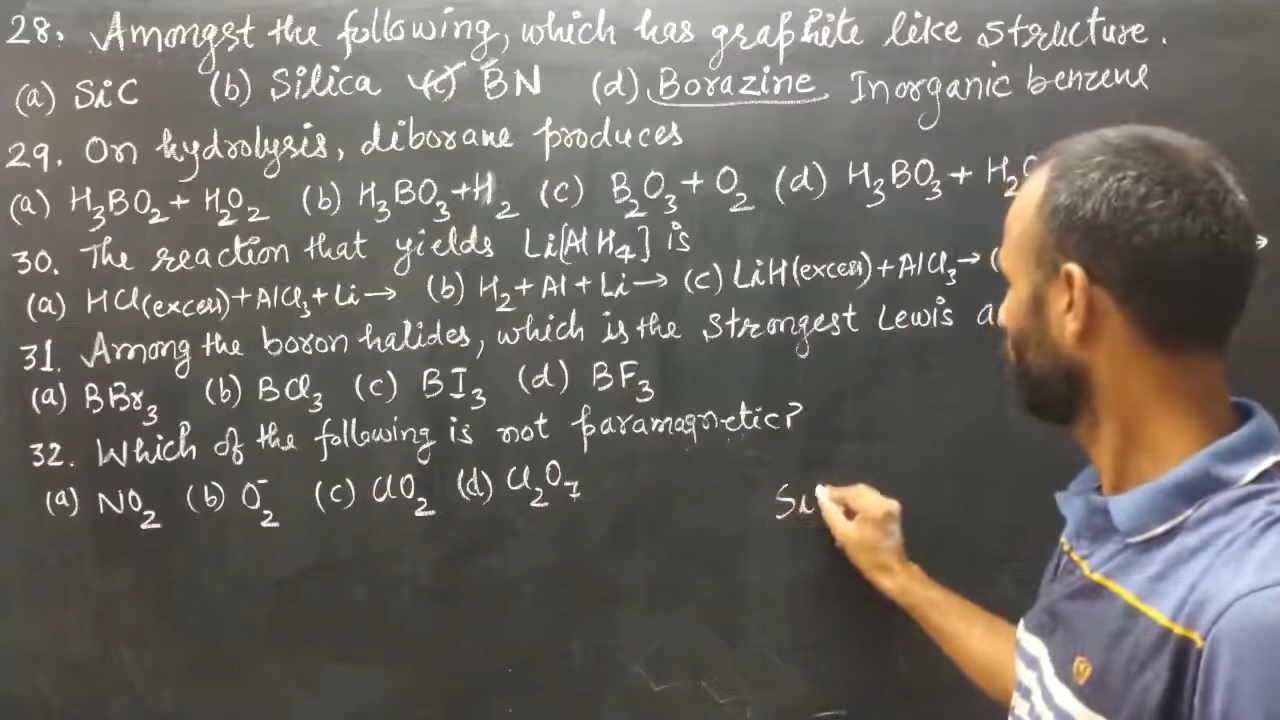 28. Amongst the following, which has graphite like structure.
(a) SiC (b) Silica (c) BN (d) Borazine Inorganic benzene
29. On hydrolysis, diborane produces
(a) H₃BO₂ + H₂O₂ (b) H₃BO₃ + H₂ (c) B₂O₃ + O₂ (d) H₃BO₃ + H₂O
30. The reaction that yields Li[AlH₄] is
(a) HCl(excess) + AlCl₃ + Li → (b) H₂ + Al + Li → (c) LiH(excess) + AlCl₃ → ( →
31. Among the boron halides, which is the strongest Lewis
(a) BBr₃ (b) BCl₃ (c) BI₃ (d) BF₃
32. Which of the following is not paramagnetic?
(a) NO₂ (b) O₂⁻ (c) ClO₂ (d) Cl₂O₇
Si